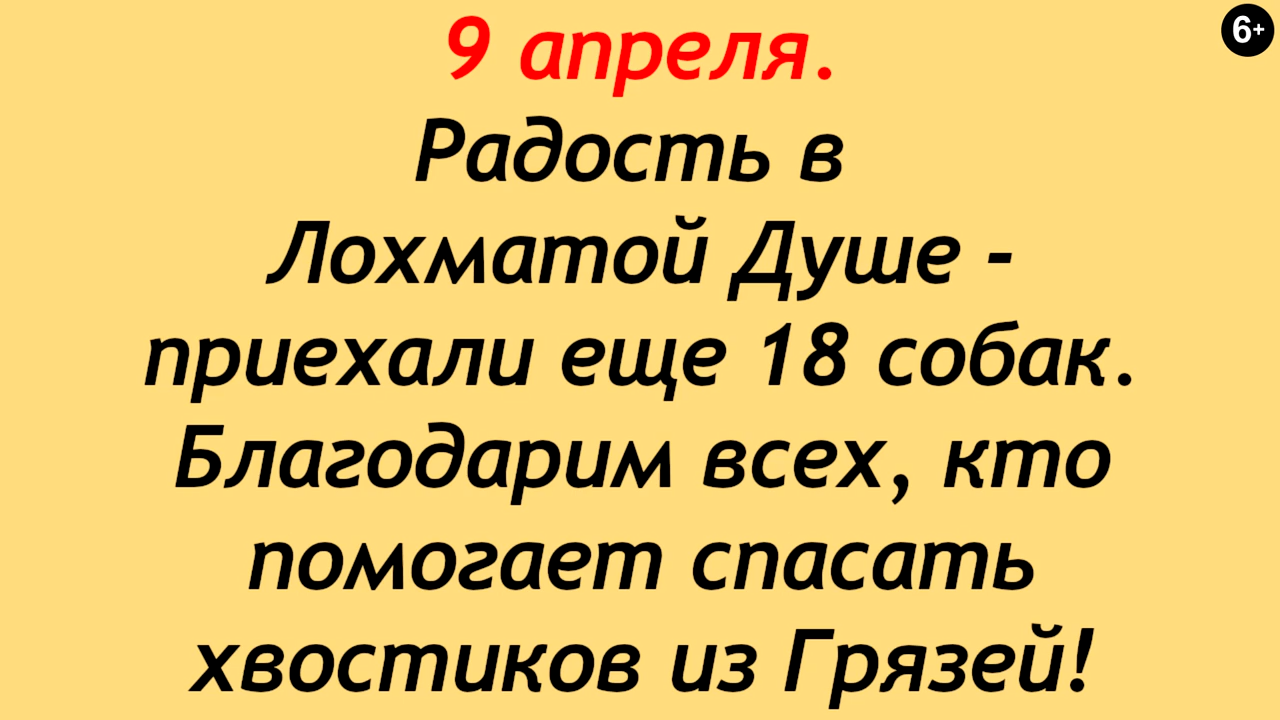 9 апреля.
6+
Радость в
Лохматой Душе -
приехали еще 18 собак.
Благодарим всех, кто
помогает спасать
хвостиков из Грязей!